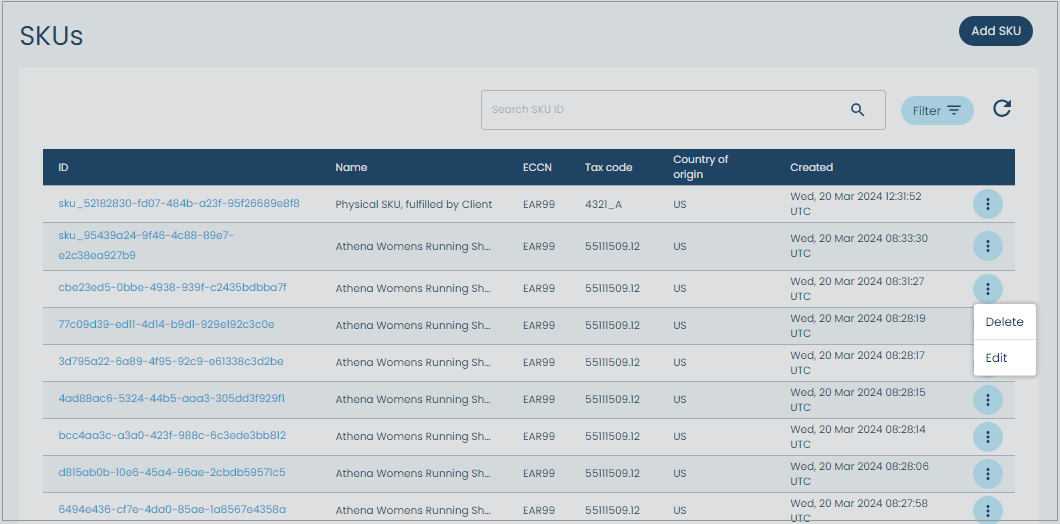 SKUs
Add SKU
Search SKU ID
Filter
ID Name ECCN Tax code Country of origin Created
sku_52182830-fd07-484b-a23f-95f26689e8f8 Physical SKU, fulfilled by Client EAR99 4321_A US Wed, 20 Mar 2024 12:31:52 UTC
sku_95439a24-9f46-4c88-89e7-e2c38ea927b9 Athena Womens Running Sh... EAR99 55111509.12 US Wed, 20 Mar 2024 08:33:30 UTC
cbe23ed5-0bbe-4938-939f-c2435bdbba7f Athena Womens Running Sh... EAR99 55111509.12 US Wed, 20 Mar 2024 08:31:27 UTC
77c09d39-ed11-4d14-b9d1-929e192c3c0e Athena Womens Running Sh... EAR99 55111509.12 US Wed, 20 Mar 2024 08:28:19 UTC
Delete
3d795a22-6a89-4f95-92c9-e61338c3d2be Athena Womens Running Sh... EAR99 55111509.12 US Wed, 20 Mar 2024 08:28:17 UTC
Edit
4ad88ac6-5324-44b5-aaa3-305dd3f929f1 Athena Womens Running Sh... EAR99 55111509.12 US Wed, 20 Mar 2024 08:28:15 UTC
bcc4aa3c-a3a0-423f-988c-6c3ede3bb812 Athena Womens Running Sh... EAR99 55111509.12 US Wed, 20 Mar 2024 08:28:14 UTC
d815ab0b-10e6-45a4-96ae-2cbdb59571c5 Athena Womens Running Sh... EAR99 55111509.12 US Wed, 20 Mar 2024 08:28:06 UTC
6494e436-cf7e-4da0-85ae-1a8567e4358a Athena Womens Running Sh... EAR99 55111509.12 US Wed, 20 Mar 2024 08:27:58 UTC